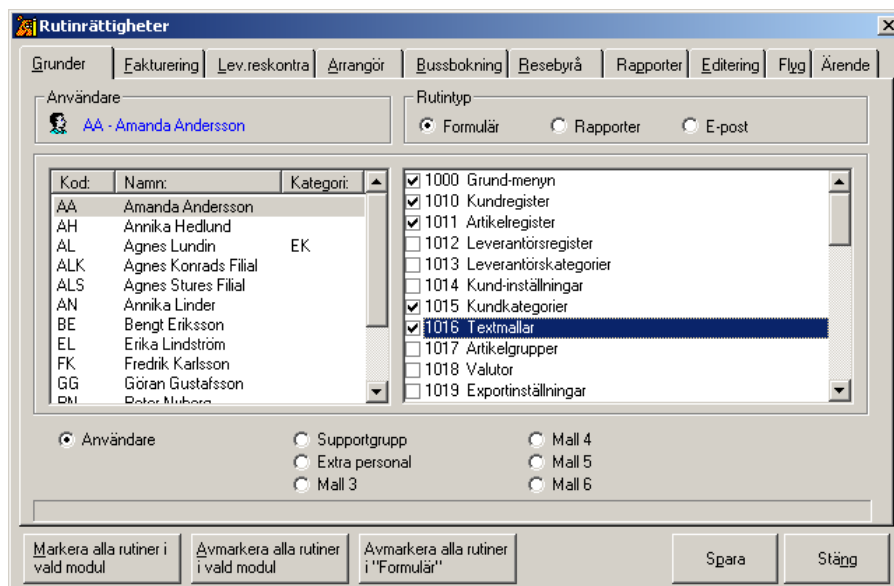 Rutinrättigheter
Grunder Fakturering Lev.reskontra Arrangör Bussbokning Resebyrå Rapporter Editering Flyg Ärende
Användare
AA - Amanda Andersson
Rutintyp
Formulär Rapporter E-post
Kod: Namn: Kategori:
AA Amanda Andersson
AH Annika Hedlund
AL Agnes Lundin EK
ALK Agnes Konrads Filial
ALS Agnes Stures Filial
AN Annika Linder
BE Bengt Eriksson
EL Erika Lindström
FK Fredrik Karlsson
GG Göran Gustafsson
1000 Grund-menyn
1010 Kundregister
1011 Artikelregister
1012 Leverantörsregister
1013 Leverantörskategorier
1014 Kund-inställningar
1015 Kundkategorier
1016 Textmallar
1017 Artikelgrupper
1018 Valutor
1019 Exportinställningar
Användare Supportgrupp Mall 4
Extra personal Mall 5
Mall 3 Mall 6
Markera alla rutiner i
vald modul
Avmarkera alla rutiner
i vald modul
Avmarkera alla rutiner
i "Formulär"
Spara
Stäng